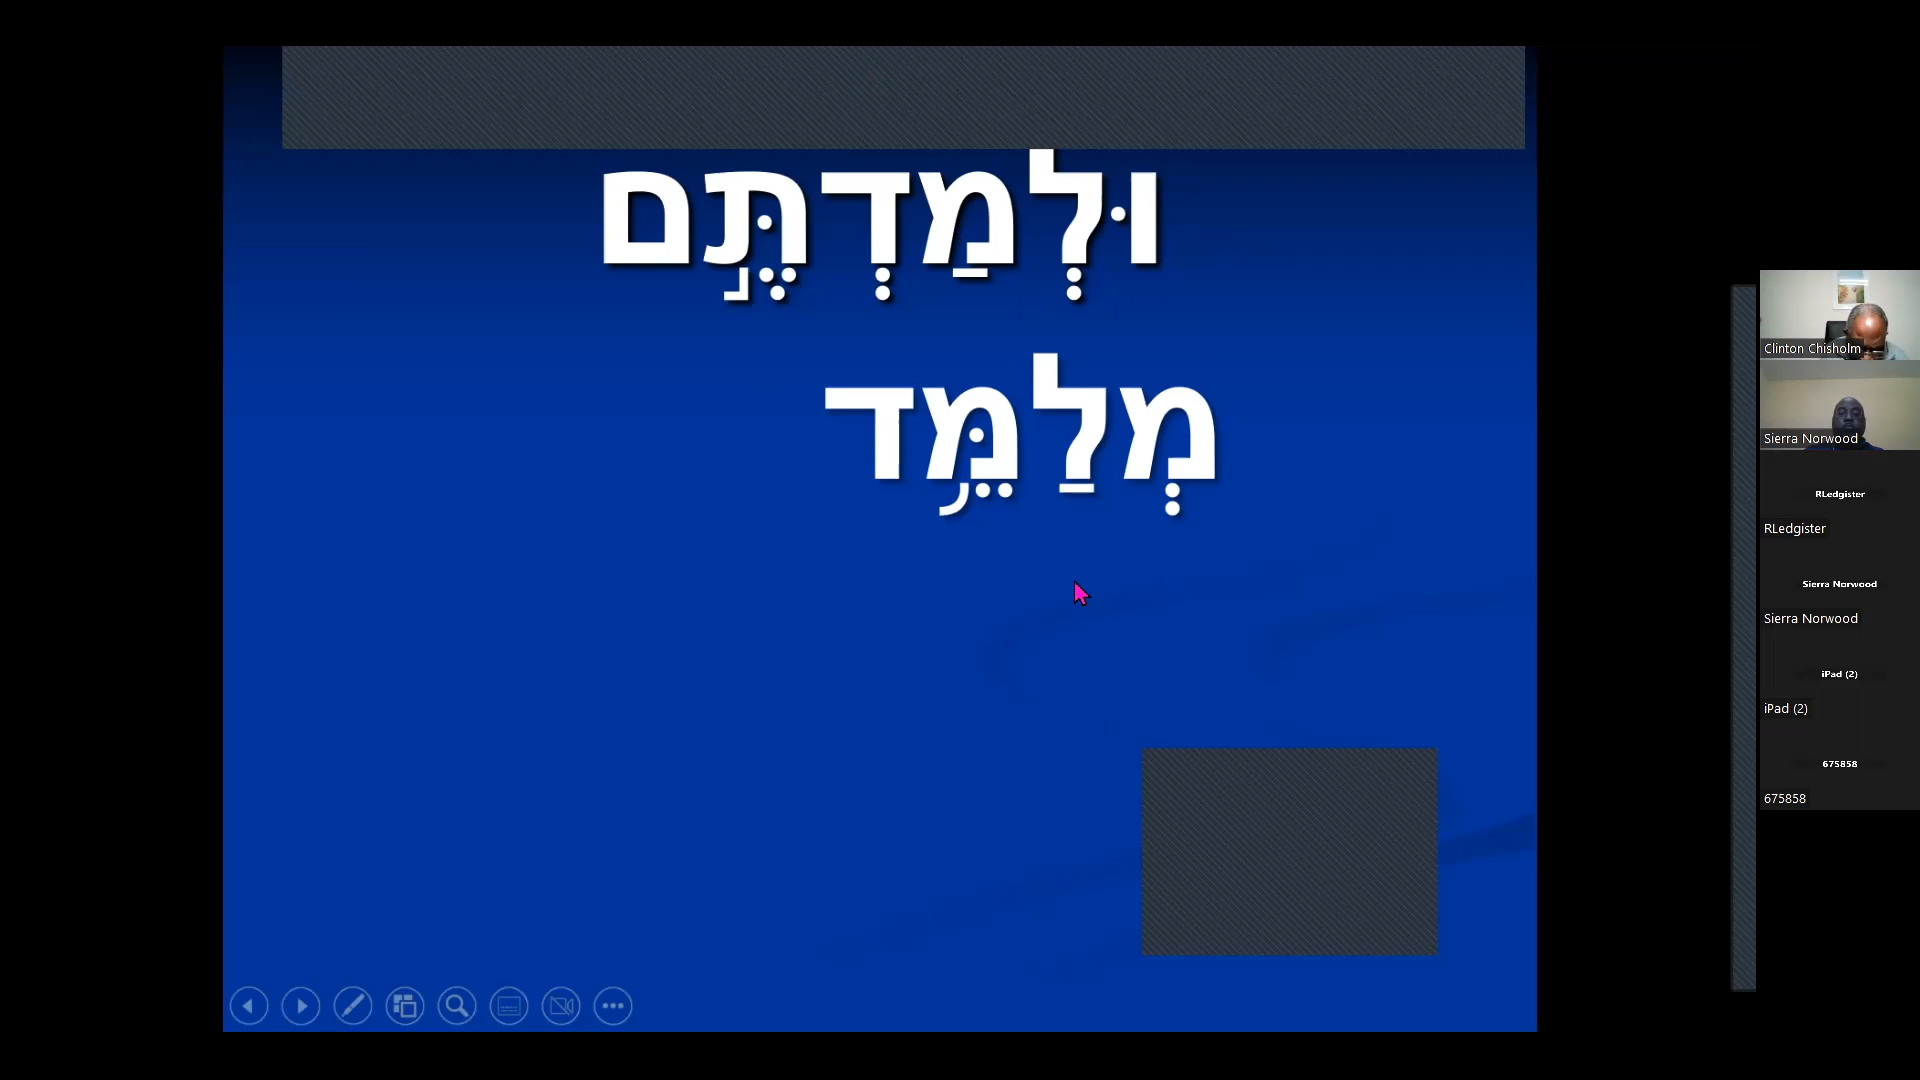 וּלְמַדְתֶּ֥ם
מְלַמֵּ֥ד
Clinton Chisholm
Sierra Norwood
RLedgister
RLedgister
Sierra Norwood
Sierra Norwood
iPad (2)
iPad (2)
675858
675858